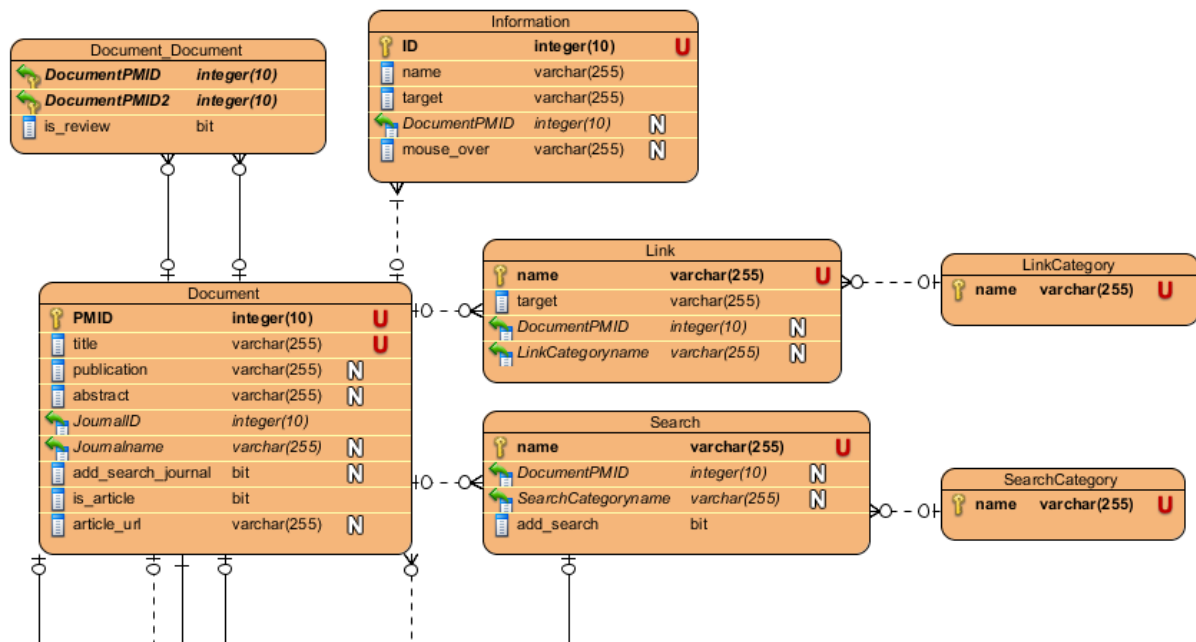 Document_Document
DocumentPMID integer(10)
DocumentPMID2 integer(10)
is_review bit
Information
ID integer(10) U
name varchar(255)
target varchar(255)
DocumentPMID integer(10) N
mouse_over varchar(255) N
Document
PMID integer(10) U
title varchar(255) U
publication varchar(255) N
abstract varchar(255) N
JournalID integer(10)
Journalname varchar(255) N
add_search_journal bit N
is_article bit
article_url varchar(255) N
Link
name varchar(255) U
target varchar(255)
DocumentPMID integer(10) N
LinkCategoryname varchar(255) N
LinkCategory
name varchar(255) U
Search
name varchar(255) U
DocumentPMID integer(10) N
SearchCategoryname varchar(255) N
add_search bit
SearchCategory
name varchar(255) U